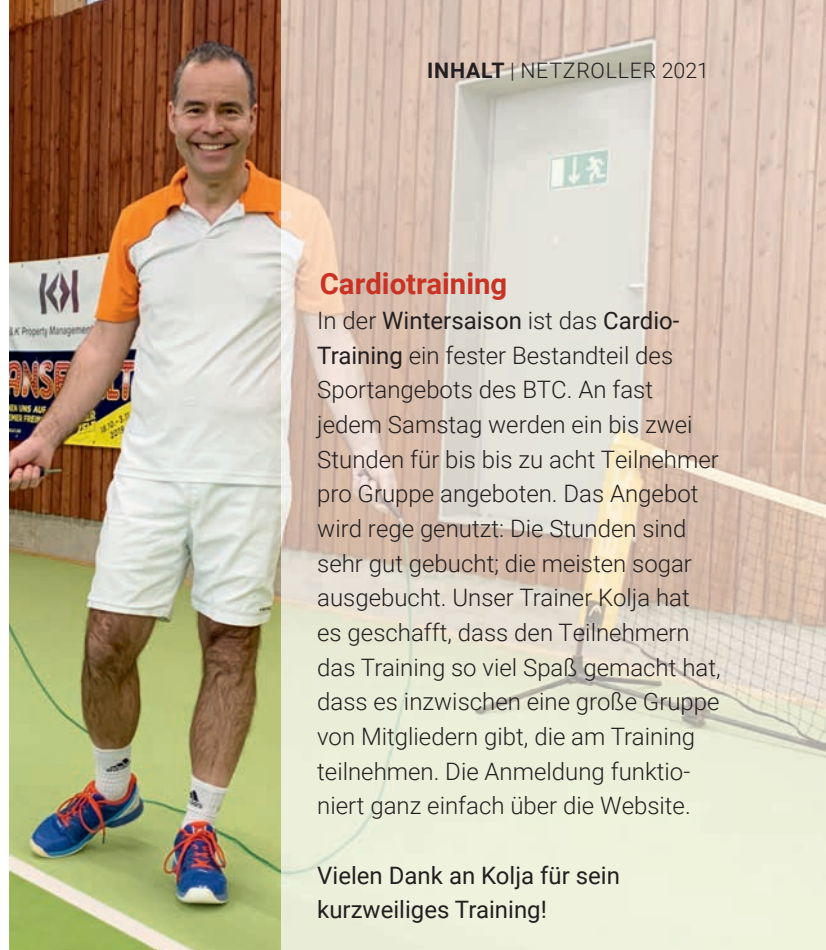 INHALT | NETZROLLER 2021
& K Property Management
Cardiotraining
In der Wintersaison ist das Cardio-
Training ein fester Bestandteil des
Sportangebots des BTC. An fast
jedem Samstag werden ein bis zwei
Stunden für bis bis zu acht Teilnehmer
pro Gruppe angeboten. Das Angebot
wird rege genutzt: Die Stunden sind
sehr gut gebucht; die meisten sogar
ausgebucht. Unser Trainer Kolja hat
es geschafft, dass den Teilnehmern
das Training so viel Spaß gemacht hat,
dass es inzwischen eine große Gruppe
von Mitgliedern gibt, die am Training
teilnehmen. Die Anmeldung funktio-
niert ganz einfach über die Website.
Vielen Dank an Kolja für sein
kurzweiliges Training!